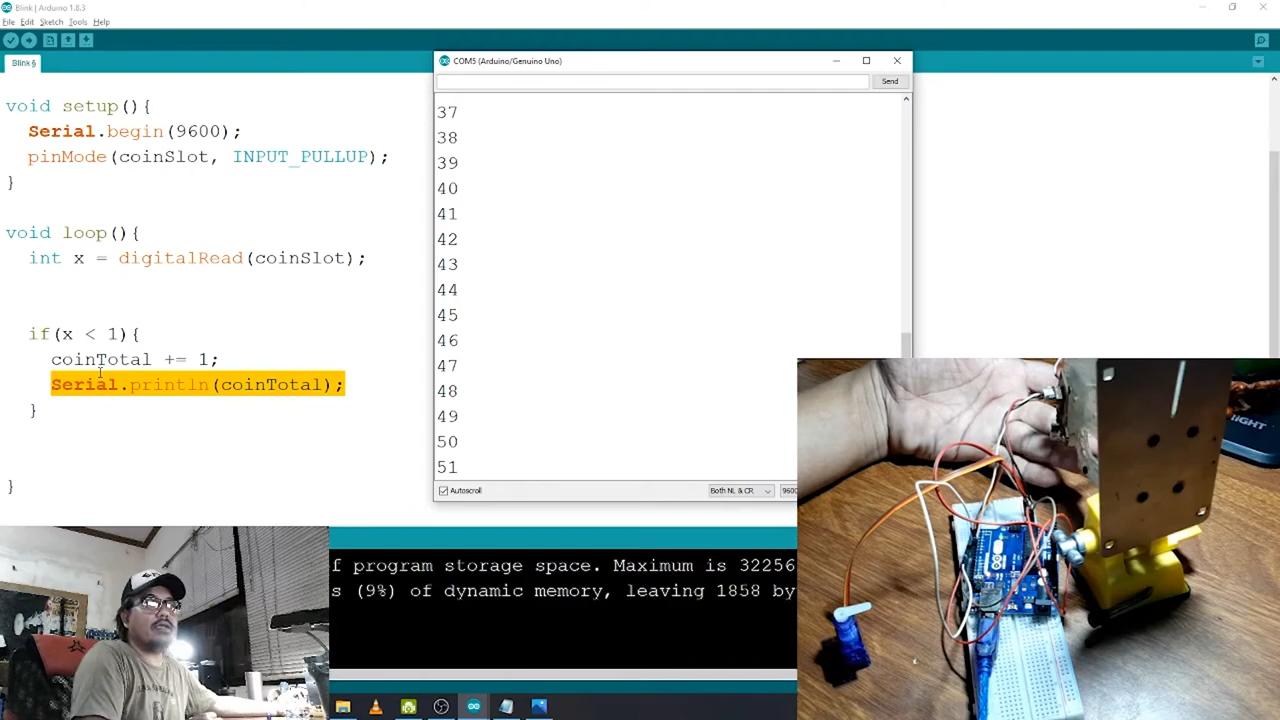 Blink | Arduino 1.8.3
File Edit Sketch Tools Help
Blink §
void setup(){
Serial.begin(9600);
pinMode(coinSlot, INPUT_PULLUP);
}
void loop(){
int x = digitalRead(coinSlot);
if(x < 1){
coinTotal += 1;
Serial.println(coinTotal);
}
}
COM5 (Arduino/Genuino Uno)
Send
37
38
39
40
41
42
43
44
45
46
47
48
49
50
51
Autoscroll
Both NL & CR
9600
f program storage space. Maximum is 32256
s (9%) of dynamic memory, leaving 1858 by